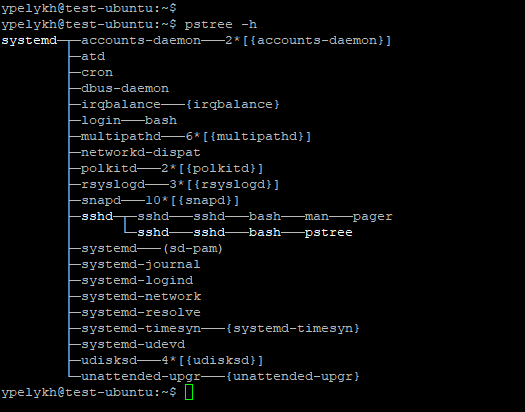 ypelykh@test-ubuntu:~$
ypelykh@test-ubuntu:~$ pstree -h
systemd─┬─accounts-daemon───2*[{accounts-daemon}]
        ├─atd
        ├─cron
        ├─dbus-daemon
        ├─irqbalance───{irqbalance}
        ├─login───bash
        ├─multipathd───6*[{multipathd}]
        ├─networkd-dispat
        ├─polkitd───2*[{polkitd}]
        ├─rsyslogd───3*[{rsyslogd}]
        ├─snapd───10*[{snapd}]
        ├─sshd─┬─sshd───sshd───bash───man───pager
        │      └─sshd───sshd───bash───pstree
        ├─systemd───(sd-pam)
        ├─systemd-journal
        ├─systemd-logind
        ├─systemd-network
        ├─systemd-resolve
        ├─systemd-timesyn───{systemd-timesyn}
        ├─systemd-udevd
        ├─udisksd───4*[{udisksd}]
        └─unattended-upgr───{unattended-upgr}
ypelykh@test-ubuntu:~$